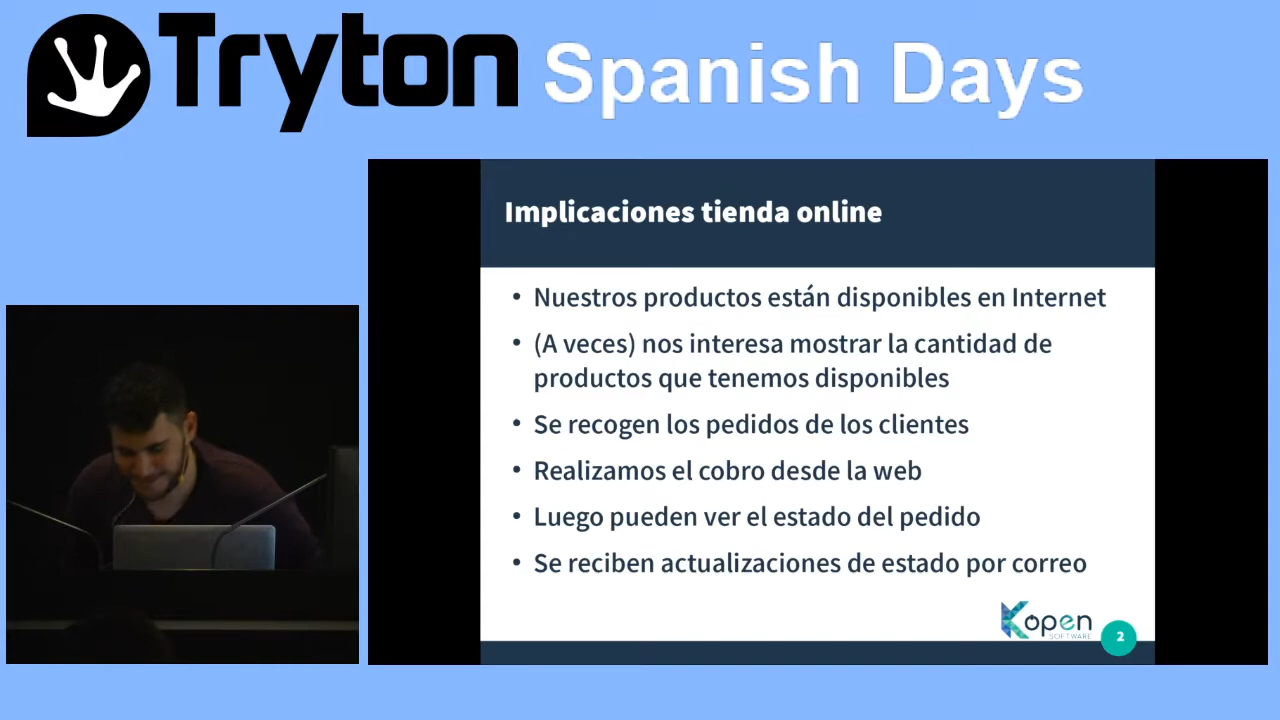 Tryton Spanish Days
Implicaciones tienda online
• Nuestros productos están disponibles en Internet
• (A veces) nos interesa mostrar la cantidad de
productos que tenemos disponibles
• Se recogen los pedidos de los clientes
• Realizamos el cobro desde la web
• Luego pueden ver el estado del pedido
• Se reciben actualizaciones de estado por correo
Kopen
SOFTWARE
2